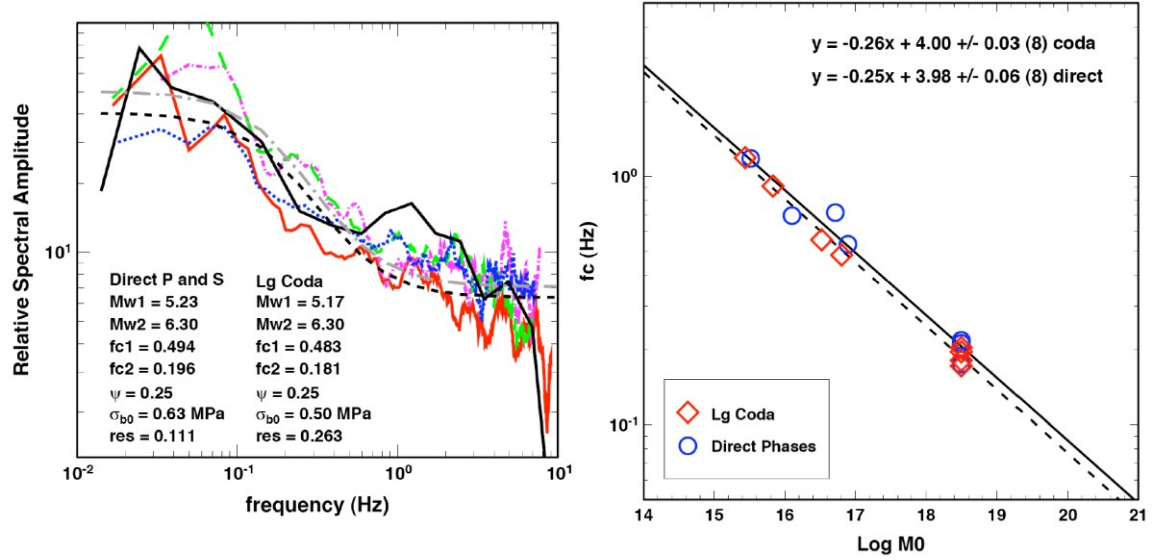 Relative Spectral Amplitude
10¹
Direct P and S Lg Coda
Mw1 = 5.23 Mw1 = 5.17
Mw2 = 6.30 Mw2 = 6.30
fc1 = 0.494 fc1 = 0.483
fc2 = 0.196 fc2 = 0.181
ψ = 0.25 ψ = 0.25
σb0 = 0.63 MPa σb0 = 0.50 MPa
res = 0.111 res = 0.263
10⁻² 10⁻¹ 10⁰ 10¹
frequency (Hz)
y = -0.26x + 4.00 +/- 0.03 (8) coda
y = -0.25x + 3.98 +/- 0.06 (8) direct
fc (Hz)
10⁰
10⁻¹
Lg Coda
Direct Phases
14 15 16 17 18 19 20 21
Log M0